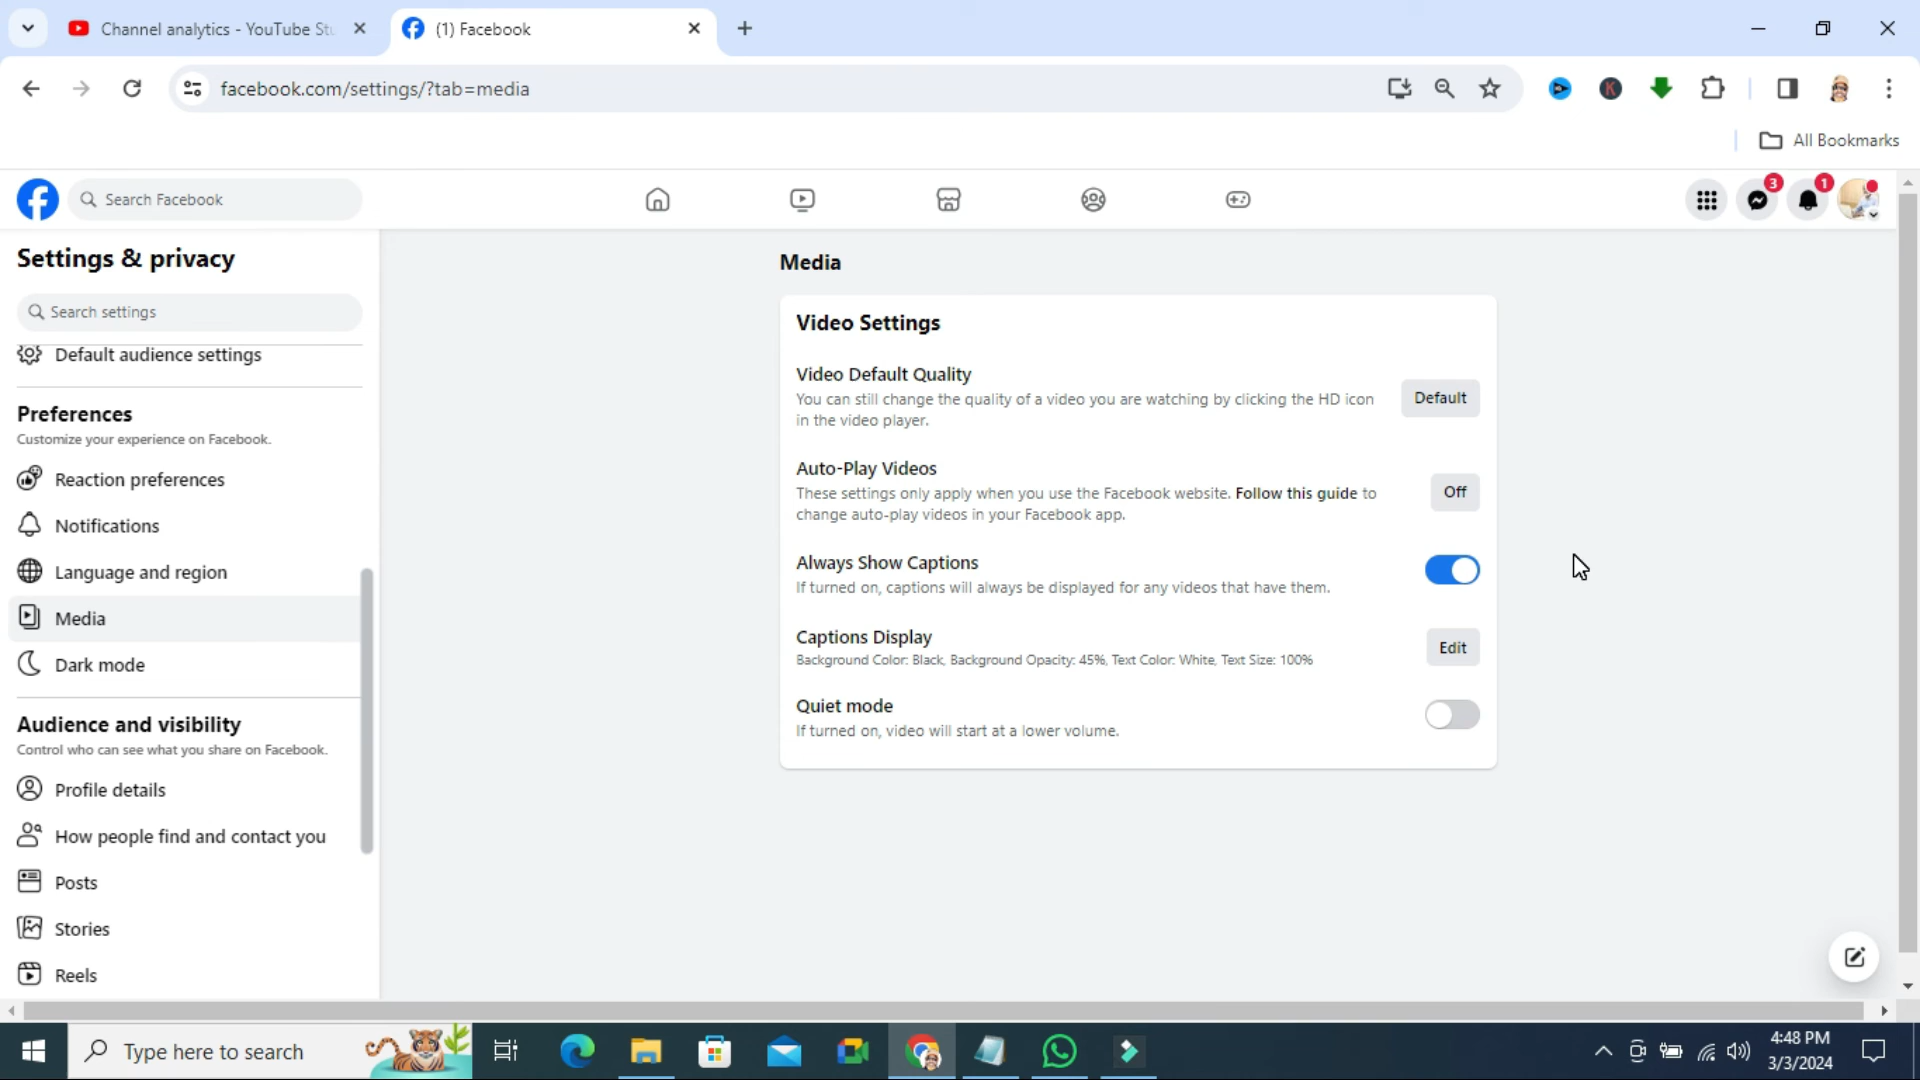 Channel analytics - YouTube Stu
(1) Facebook
facebook.com/settings/?tab=media
K
All Bookmarks
Search Facebook
3
1
Settings & privacy
Search settings
Default audience settings
Preferences
Customize your experience on Facebook.
Reaction preferences
Notifications
Language and region
Media
Dark mode
Audience and visibility
Control who can see what you share on Facebook.
Profile details
How people find and contact you
Posts
Stories
Reels
Media
Video Settings
Video Default Quality
You can still change the quality of a video you are watching by clicking the HD icon
in the video player.
Default
Auto-Play Videos
These settings only apply when you use the Facebook website. Follow this guide to
change auto-play videos in your Facebook app.
Off
Always Show Captions
If turned on, captions will always be displayed for any videos that have them.
Captions Display
Background Color: Black, Background Opacity: 45%, Text Color: White, Text Size: 100%
Edit
Quiet mode
If turned on, video will start at a lower volume.
Type here to search
4:48 PM
3/3/2024